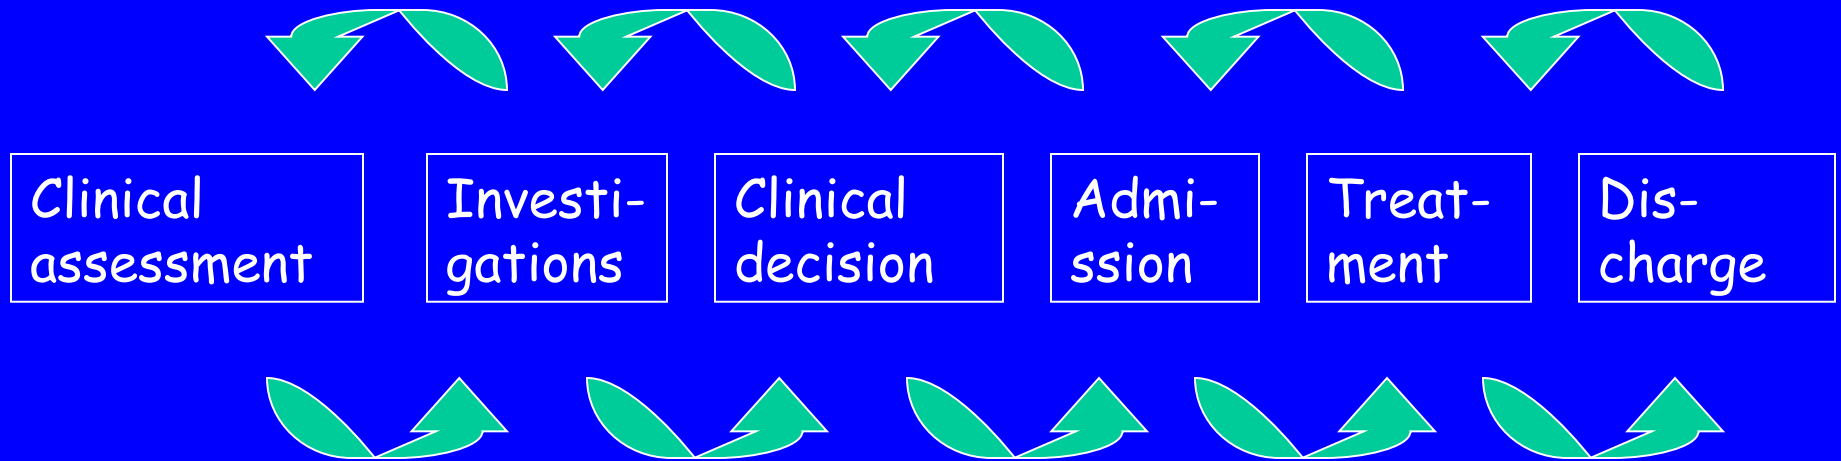 Clinical
assessment
Investi-
gations
Clinical
decision
Admi-
ssion
Treat-
ment
Dis-
charge